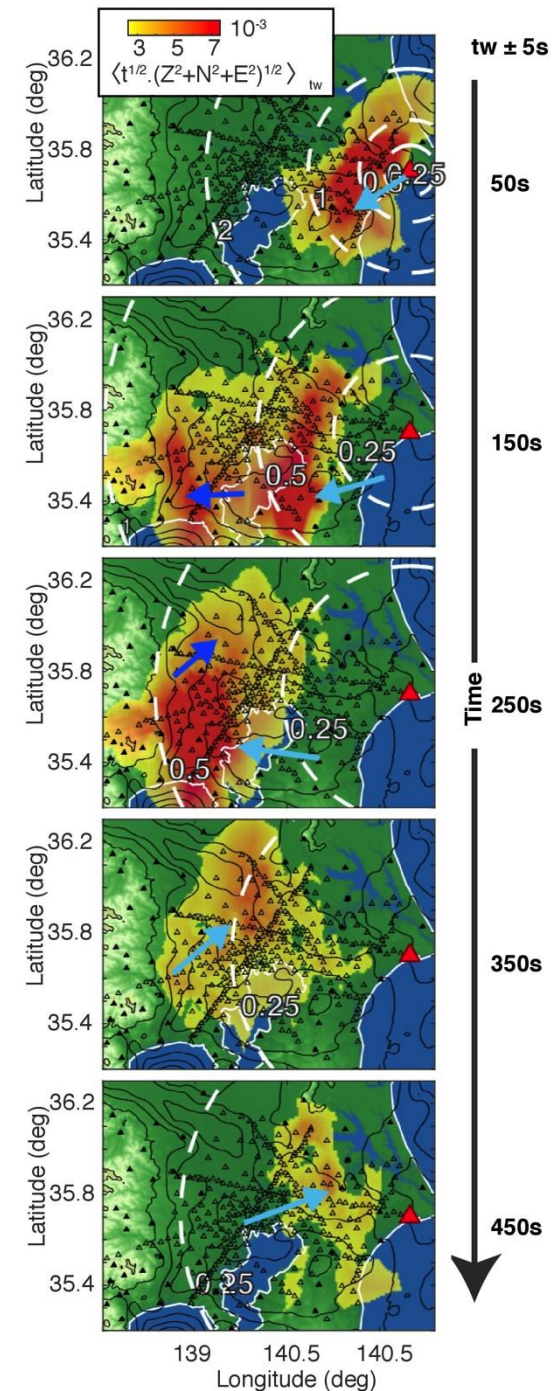 3 5 7 10⁻³
⟨t^{1/2}.(Z²+N²+E²)^{1/2}⟩ tw
tw ± 5s
36.2
35.8
35.4
Latitude (deg)
0.25
1
2
50s
36.2
35.8
35.4
Latitude (deg)
0.25
0.5
1
150s
36.2
35.8
35.4
Latitude (deg)
0.25
0.5
Time
250s
36.2
35.8
35.4
Latitude (deg)
0.25
350s
36.2
35.8
35.4
Latitude (deg)
0.25
450s
139 140.5 140.5
Longitude (deg)